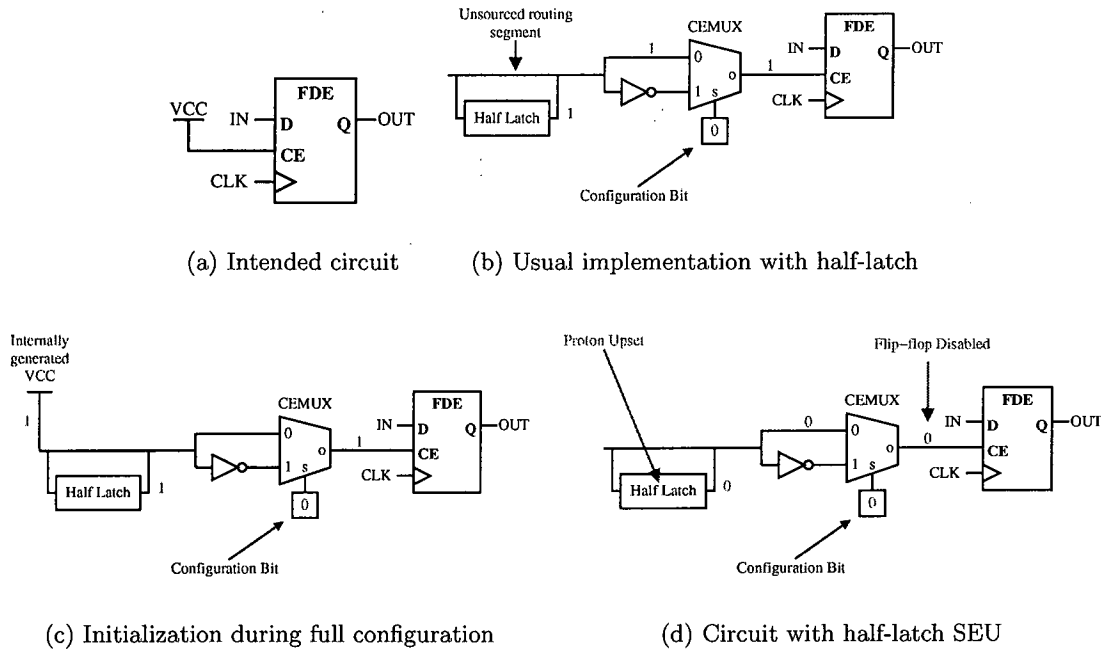 VCC
FDE
IN
D
Q
OUT
CE
CLK
(a) Intended circuit
Unsourced routing
segment
Half Latch
1
1
CEMUX
0
1
o
s
0
1
Configuration Bit
FDE
IN
D
Q
OUT
CE
CLK
(b) Usual implementation with half-latch
Internally
generated
VCC
1
Half Latch
1
CEMUX
0
1
o
s
0
1
Configuration Bit
FDE
IN
D
Q
OUT
CE
CLK
(c) Initialization during full configuration
Proton Upset
Half Latch
0
0
CEMUX
0
1
o
s
0
0
Flip-flop Disabled
Configuration Bit
FDE
IN
D
Q
OUT
CE
CLK
(d) Circuit with half-latch SEU